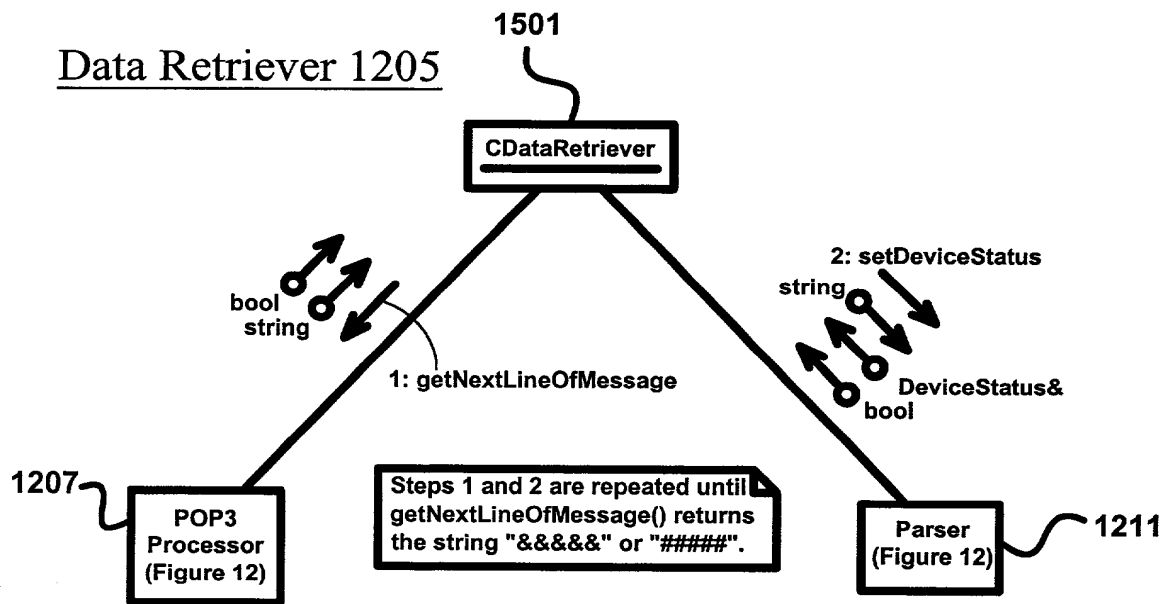 1501
Data Retriever 1205
CDataRetriever
2: setDeviceStatus
string
bool
string
1: getNextLineOfMessage
DeviceStatus&
bool
1207
POP3
Processor
(Figure 12)
Steps 1 and 2 are repeated until
getNextLineOfMessage() returns
the string "&&&&&" or "#####".
Parser
(Figure 12)
1211